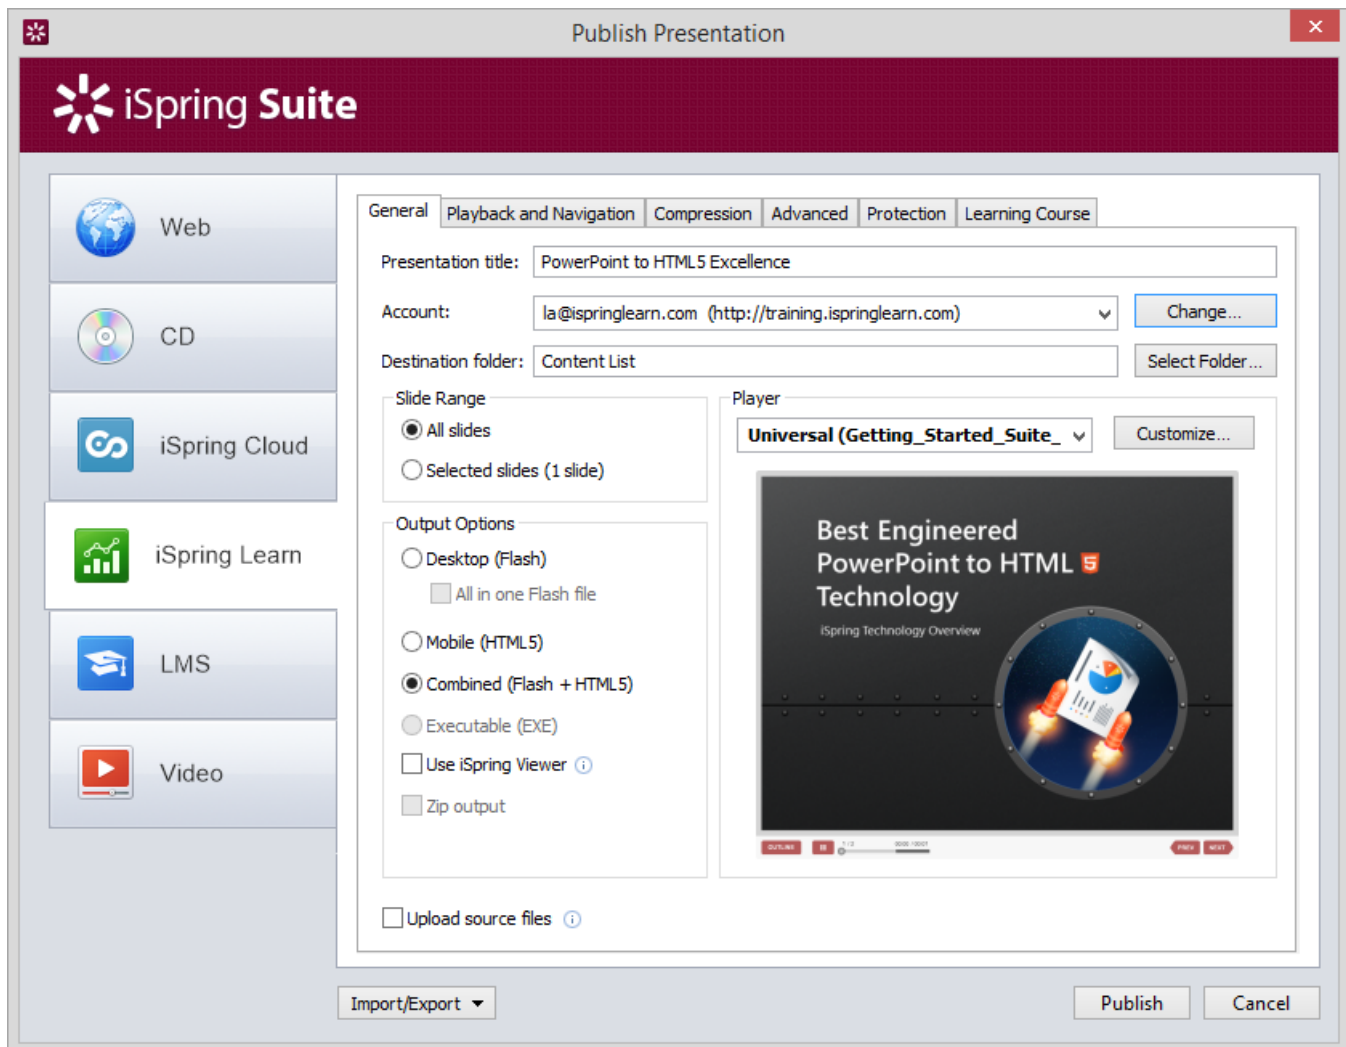 Publish Presentation
iSpring Suite
Web
CD
iSpring Cloud
iSpring Learn
LMS
Video
General Playback and Navigation Compression Advanced Protection Learning Course
Presentation title: PowerPoint to HTML5 Excellence
Account: la@ispringlearn.com (http://training.ispringlearn.com) Change...
Destination folder: Content List Select Folder...
Slide Range
All slides
Selected slides (1 slide)
Output Options
Desktop (Flash)
All in one Flash file
Mobile (HTML5)
Combined (Flash + HTML5)
Executable (EXE)
Use iSpring Viewer
Zip output
Player
Universal (Getting_Started_Suite_ Customize...
Best Engineered
PowerPoint to HTML 5
Technology
iSpring Technology Overview
OUTLINE PREV NEXT
Upload source files
Import/Export Publish Cancel